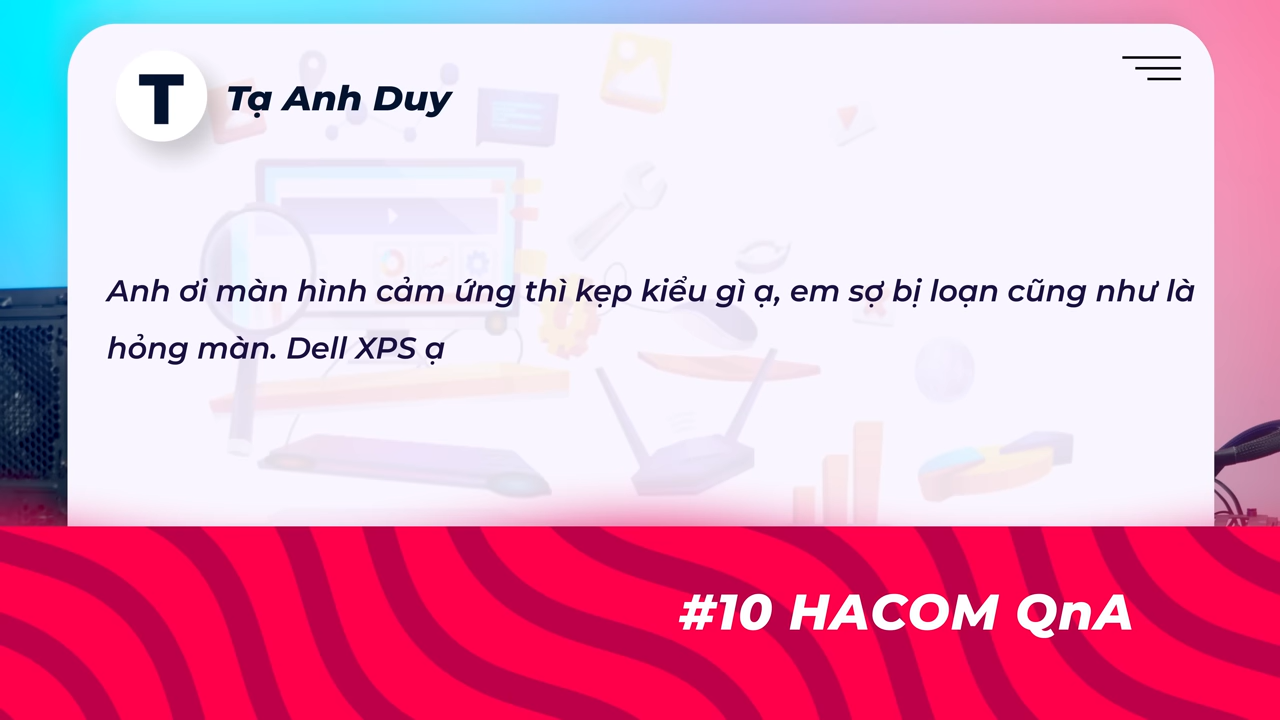 T
Tạ Anh Duy
Anh ơi màn hình cảm ứng thì kẹp kiểu gì ạ, em sợ bị loạn cũng như là
hỏng màn. Dell XPS ạ
#10 HACOM QnA